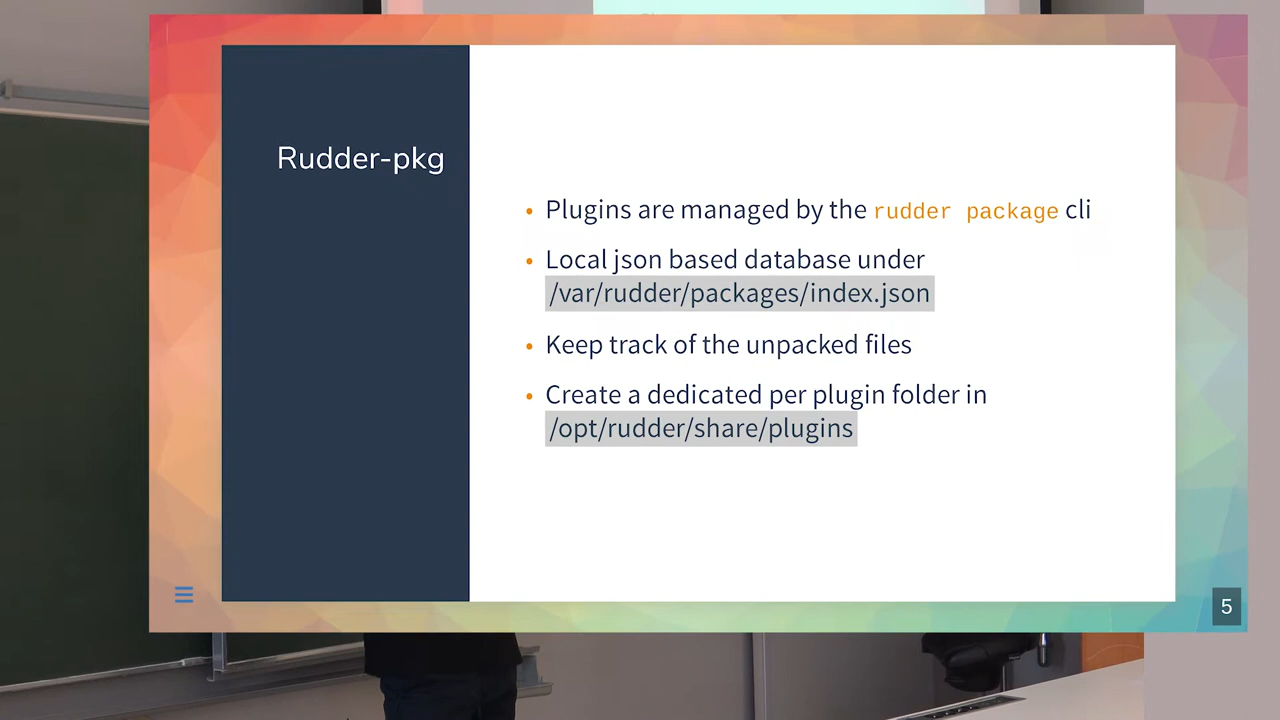 Rudder-pkg
Plugins are managed by the rudder package cli
Local json based database under
/var/rudder/packages/index.json
Keep track of the unpacked files
Create a dedicated per plugin folder in
/opt/rudder/share/plugins
5